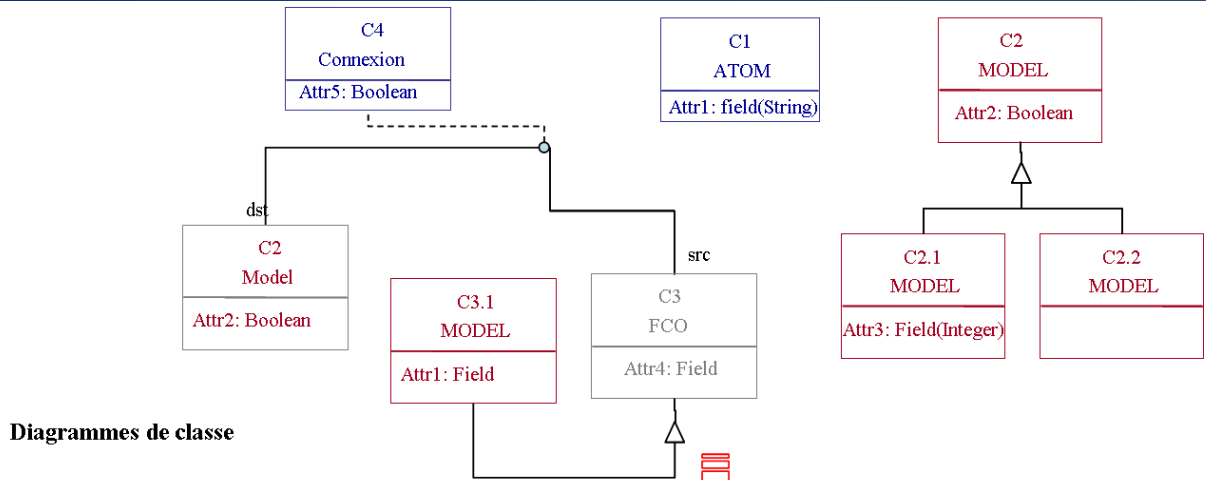 C4
Connexion
Attr5: Boolean
C1
ATOM
Attr1: field(String)
C2
MODEL
Attr2: Boolean
dst
C2
Model
Attr2: Boolean
src
C3.1
MODEL
Attr1: Field
C3
FCO
Attr4: Field
C2.1
MODEL
Attr3: Field(Integer)
C2.2
MODEL
Diagrammes de classe